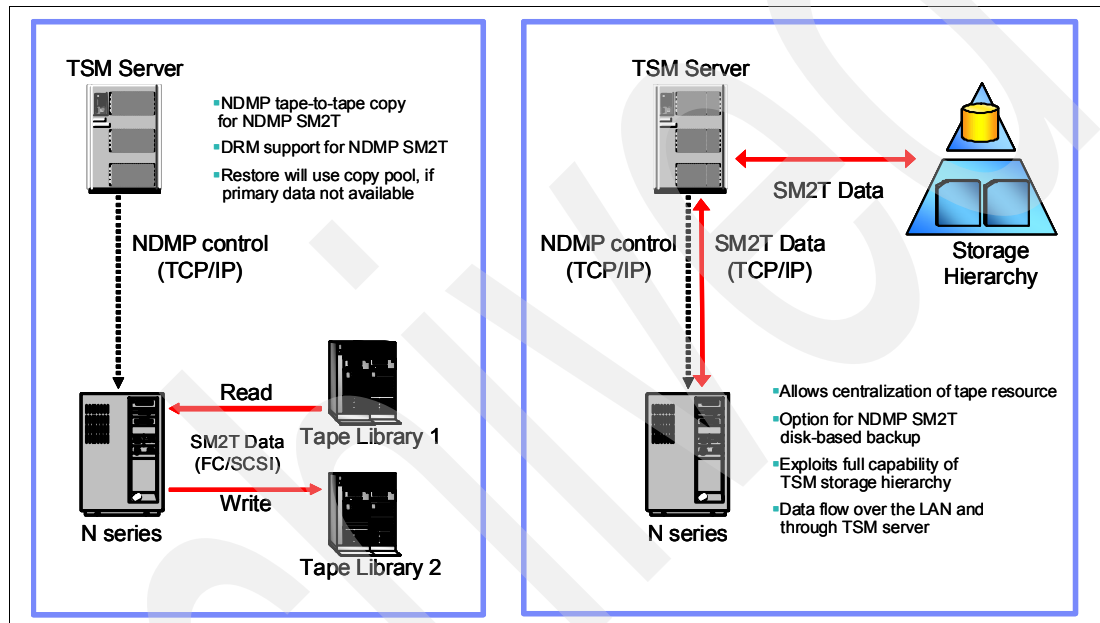 TSM Server
▪NDMP tape-to-tape copy
for NDMP SM2T
▪DRM support for NDMP SM2T
▪Restore will use copy pool, if
primary data not available
NDMP control
(TCP/IP)
Read
Tape Library 1
SM2T Data
(FC/SCSI)
Write
N series
Tape Library 2
TSM Server
SM2T Data
NDMP control
(TCP/IP)
SM2T Data
(TCP/IP)
Storage
Hierarchy
▪Allows centralization of tape resource
▪Option for NDMP SM2T
disk-based backup
▪Exploits full capability of
TSM storage hierarchy
▪Data flow over the LAN and
through TSM server
N series